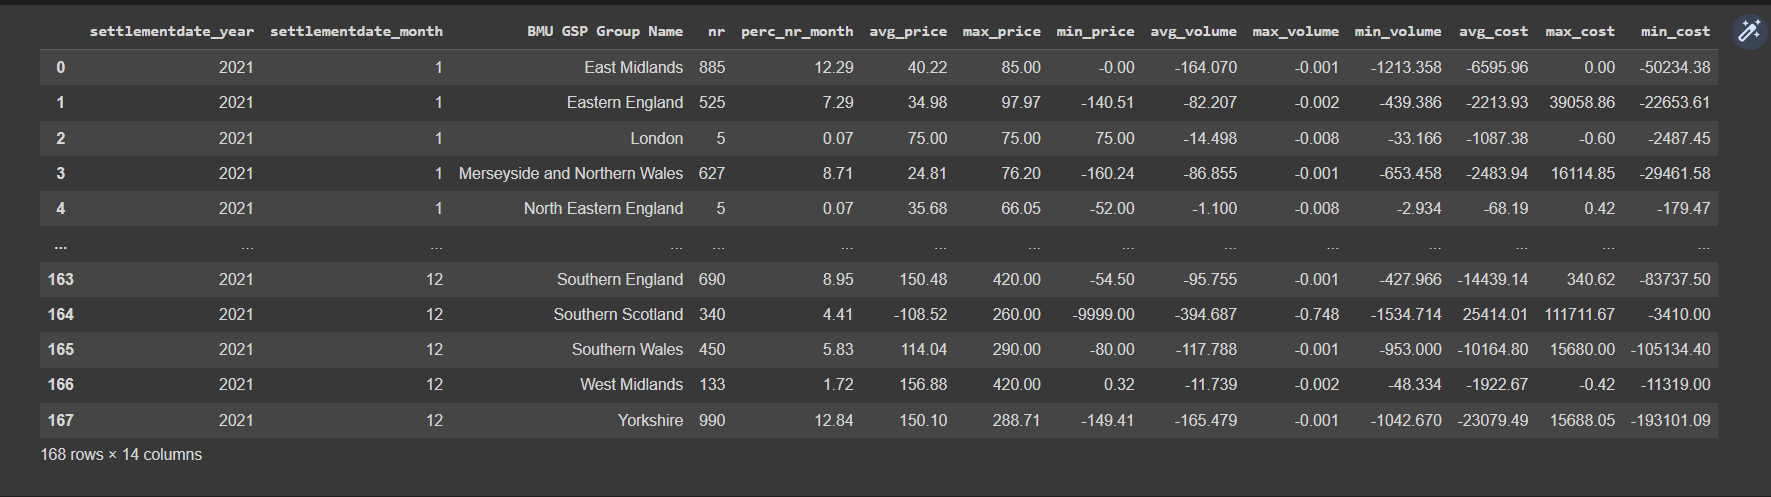 settlementdate_year settlementdate_month BMU GSP Group Name nr perc_nr_month avg_price max_price min_price avg_volume max_volume min_volume avg_cost max_cost min_cost
0 2021 1 East Midlands 885 12.29 40.22 85.00 -0.00 -164.070 -0.001 -1213.358 -6595.96 0.00 -50234.38
1 2021 1 Eastern England 525 7.29 34.98 97.97 -140.51 -82.207 -0.002 -439.386 -2213.93 39058.86 -22653.61
2 2021 1 London 5 0.07 75.00 75.00 75.00 -14.498 -0.008 -33.166 -1087.38 -0.60 -2487.45
3 2021 1 Merseyside and Northern Wales 627 8.71 24.81 76.20 -160.24 -86.855 -0.001 -653.458 -2483.94 16114.85 -29461.58
4 2021 1 North Eastern England 5 0.07 35.68 66.05 -52.00 -1.100 -0.008 -2.934 -68.19 0.42 -179.47
... ... ... ... ... ... ... ... ... ... ... ... ... ... ...
163 2021 12 Southern England 690 8.95 150.48 420.00 -54.50 -95.755 -0.001 -427.966 -14439.14 340.62 -83737.50
164 2021 12 Southern Scotland 340 4.41 -108.52 260.00 -9999.00 -394.687 -0.748 -1534.714 25414.01 111711.67 -3410.00
165 2021 12 Southern Wales 450 5.83 114.04 290.00 -80.00 -117.788 -0.001 -953.000 -10164.80 15680.00 -105134.40
166 2021 12 West Midlands 133 1.72 156.88 420.00 0.32 -11.739 -0.002 -48.334 -1922.67 -0.42 -11319.00
167 2021 12 Yorkshire 990 12.84 150.10 288.71 -149.41 -165.479 -0.001 -1042.670 -23079.49 15688.05 -193101.09
168 rows × 14 columns